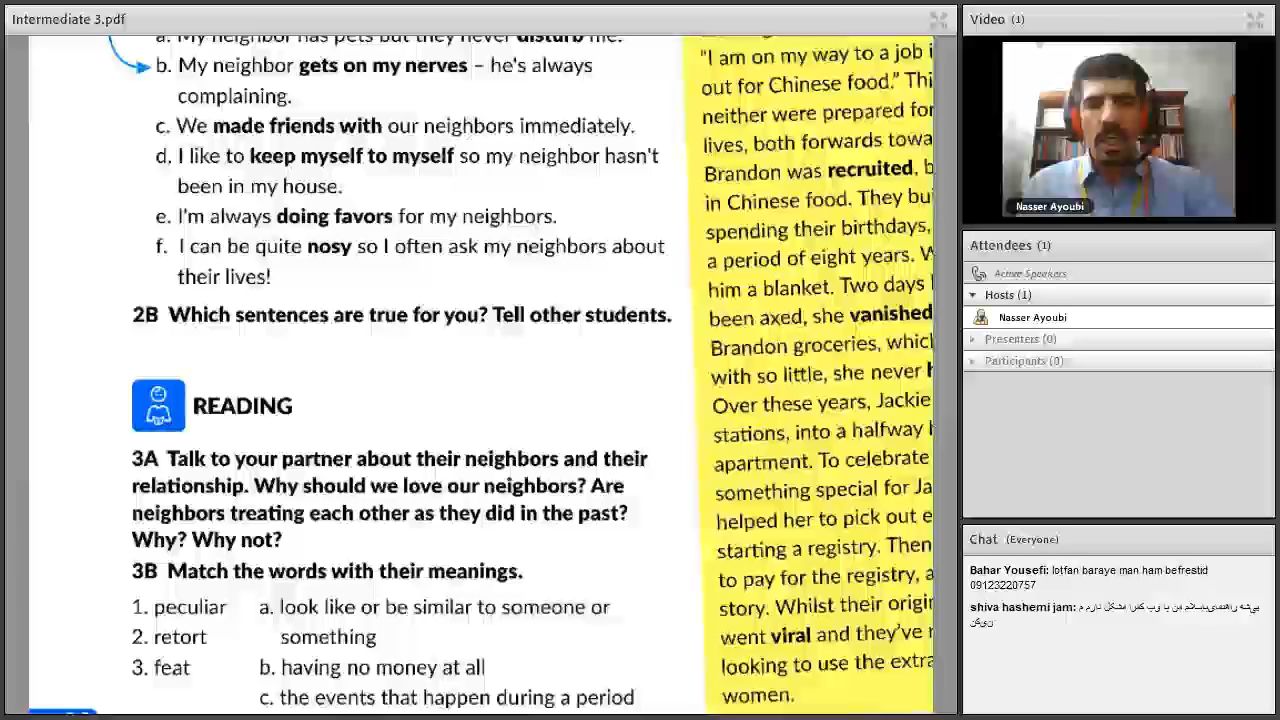 Intermediate 3.pdf
a. My neighbor has pets but they never disturb me.
b. My neighbor gets on my nerves – he's always
complaining.
c. We made friends with our neighbors immediately.
d. I like to keep myself to myself so my neighbor hasn't
been in my house.
e. I'm always doing favors for my neighbors.
f. I can be quite nosy so I often ask my neighbors about
their lives!
2B Which sentences are true for you? Tell other students.
READING
3A Talk to your partner about their neighbors and their
relationship. Why should we love our neighbors? Are
neighbors treating each other as they did in the past?
Why? Why not?
3B Match the words with their meanings.
1. peculiar
2. retort
3. feat
a. look like or be similar to someone or
something
b. having no money at all
c. the events that happen during a period
"I am on my way to a job
out for Chinese food."
neither were prepared for
lives, both forwards
Brandon was recruited,
in Chinese food. They
spending their birthdays,
a period of eight years.
him a blanket. Two days
been axed, she vanished
Brandon groceries,
with so little, she never
Over these years, Jackie
stations, into a halfway
apartment. To celebrate
something special for
helped her to pick out
starting a registry. Then
to pay for the registry,
story. Whilst their
went viral and they've
looking to use the
women.
Video (1)
Nasser Ayoubi
Attendees (1)
Active Speakers
Hosts (1)
Nasser Ayoubi
Presenters (0)
Participants (0)
Chat (Everyone)
Bahar Yousefi: lotfan baraye man ham befrestid
09123220757
shiva hashemi jam: